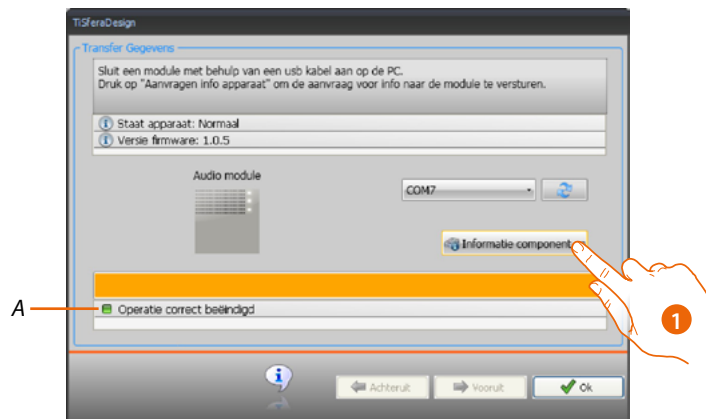 TiSferaDesign
Transfer Gegevens
Sluit een module met behulp van een usb kabel aan op de PC.
Druk op "Aanvragen info apparaat" om de aanvraag voor info naar de module te versturen.
Staat apparaat: Normaal
Versie firmware: 1.0.5
Audio module
COM7
Informatie component
1
A
Operatie correct beëindigd
Achteruit
Vooruit
Ok